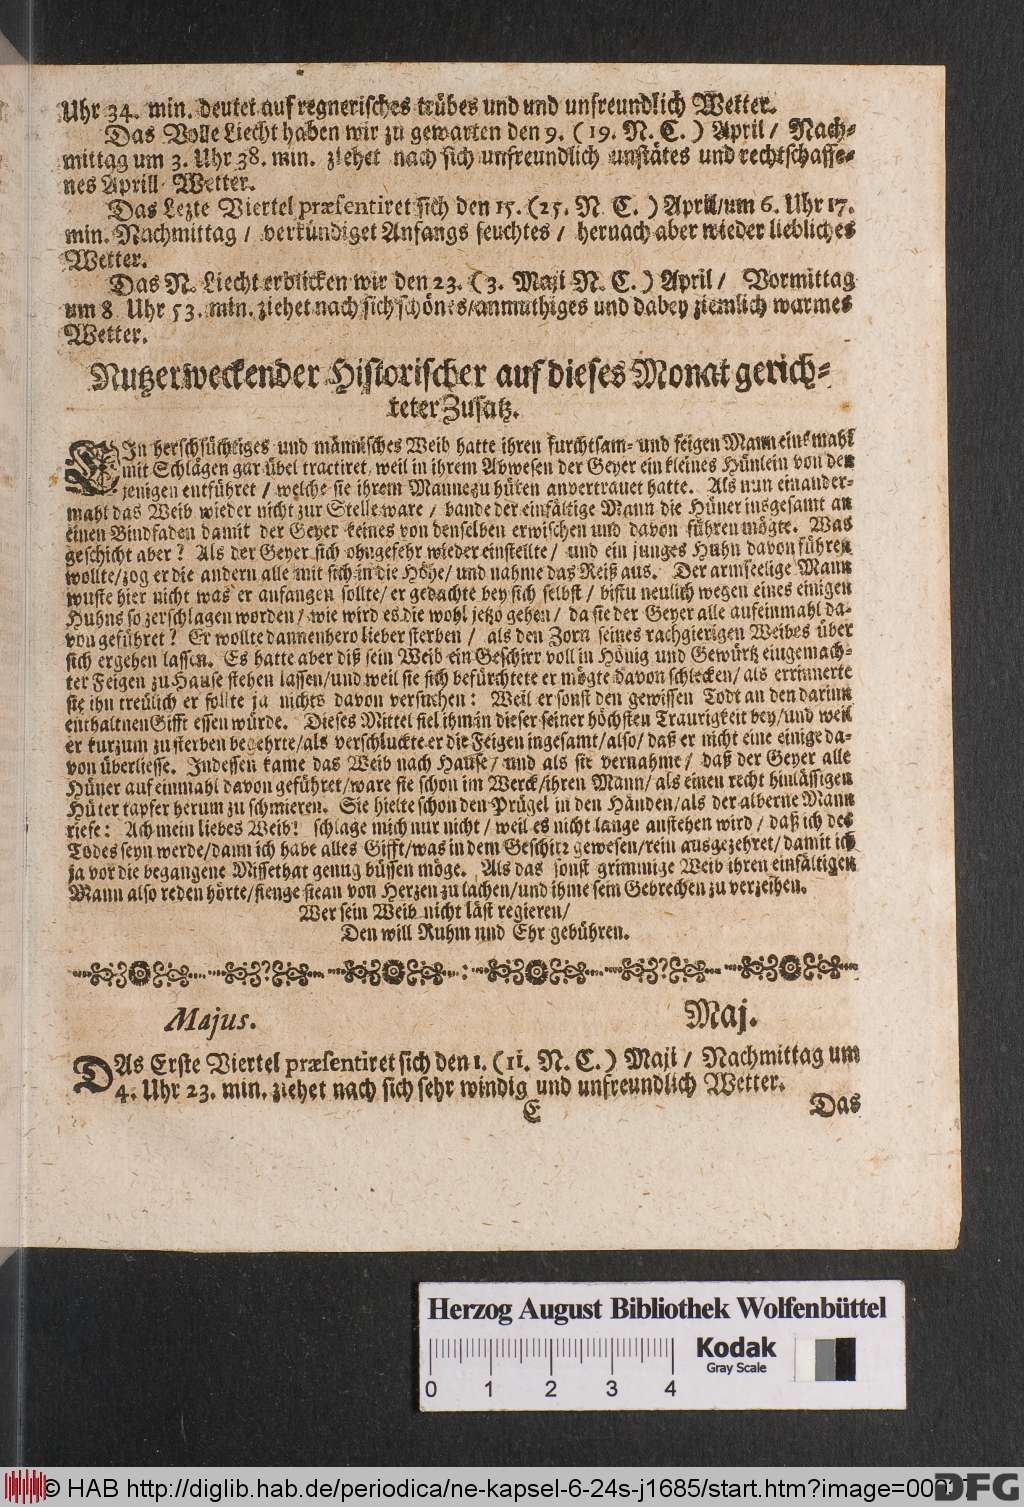 Uhr 34. min. deutet auf regnerisches trübes und und unfreundlich Wetter.
Das Volle Liecht haben wir zu gewarten den 9. (19. N. C.) April / Nach-
mittag um 3. Uhr 38. min. ziehet nach sich unfreundlich unstätes und rechtschaffe-
nes Aprill Wetter.
Das Lezte Viertel præsentiret sich den 15. (25. N. C.) April/um 6. Uhr 17.
min. Nachmittag / verkündiget Anfangs feuchtes / hernach aber wieder liebliches
Wetter.
Das N. Liecht erblicken wir den 23. (3. Maji N. C.) April / Vormittag
um 8 Uhr 53. min. ziehet nach sich schönes/anmuthiges und dabey ziemlich warmes
Wetter.
Nutzerweckender Historischer auf dieses Monat gerich-
teter Zusatz.
EIn herschsüchtiges und männisches Weib hatte ihren furchtsam- und feigen Mann einsmahl
mit Schlägen gar übel tractiret, weil in ihrem Abwesen der Geyer ein kleines Hünlein von den
jenigen entführet / welche sie ihrem Manne zu hüten anvertrauet hatte. Als nun einander-
mahl das Weib wieder nicht zur Stelle ware / bande der einfältige Mann die Hüner insgesamt an
einen Bindfaden damit der Geyer keines von denselben erwischen und davon führen mögte. Was
geschicht aber? Als der Geyer sich ohngefehr wieder einstellte / und ein junges Huhn davon führen
wollte/zog er die andern alle mit sich in die Höhe/ und nahme das Reiß aus. Der armseelige Mann
wuste hier nicht was er anfangen sollte/ er gedachte bey sich selbst / bistu neulich wegen eines einigen
Huhns so zerschlagen worden / wie wird es die wohl jetzo gehen / da sie der Geyer alle aufeinmahl da-
von geführet? Er wollte dannenhero lieber sterben / als den Zorn seines rachgierigen Weibes über
sich ergehen lassen. Es hatte aber diß sein Weib ein Geschirr voll in Hönig und Gewürtz eingemach-
ter Feigen zu Hause stehen lassen/und weil sie sich befürchtete er mögte davon schlecken/ als errinnerte
sie ihn treülich er sollte ja nichts davon versuchen: Weil er sonst den gewissen Todt an den darinn
enthaltnen Gifft essen würde. Dieses Mittel fiel ihm in dieser seiner höchsten Traurigkeit bey/und weil
er kurzum zu sterben begehrte/als verschluckte er die Feigen ingesamt/also/ daß er nicht eine einige da-
von überliesse. Indessen kame das Weib nach Hause/ und als sie vernahme / daß der Geyer alle
Hüner auf einmahl davon geführet/ware sie schon im Werck/ihren Mann/ als einen recht hinlässigen
Hüter tapfer herum zu schmieren. Sie hielte schon den Prügel in den Händen/als der alberne Mann
riefe: Ach mein liebes Weib! schlage mich nur nicht / weil es nicht lange anstehen wird / daß ich des
Todes seyn werde/dann ich habe alles Gifft/was in dem Geschirr gewesen/rein ausgezehret/damit ich
ja vor die begangene Missethat genug büssen möge. Als das sonst grimmige Weib ihren einfältigen
Mann also reden hörte/fienge sie an von Herzen zu lachen/und ihme sein Gebrechen zu verzeihen.
Wer sein Weib nicht läst regieren/
Den will Ruhm und Ehr gebühren.
Majus. Maj.
DAs Erste Viertel præsentiret sich den 1. (11. N. C.) Maji / Nachmittag um
4. Uhr 23. min. ziehet nach sich sehr windig und unfreundlich Wetter.
E Das
Herzog August Bibliothek Wolfenbüttel
Kodak
Gray Scale
0 1 2 3 4
© HAB http://diglib.hab.de/periodica/ne-kapsel-6-24s-j1685/start.htm?image=00017
DFG